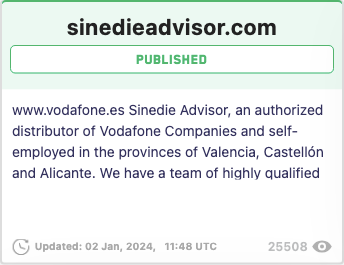 sinedieadvisor.com
PUBLISHED
www.vodafone.es Sinedie Advisor, an authorized
distributor of Vodafone Companies and self-
employed in the provinces of Valencia, Castellón
and Alicante. We have a team of highly qualified
Updated: 02 Jan, 2024, 11:48 UTC 25508